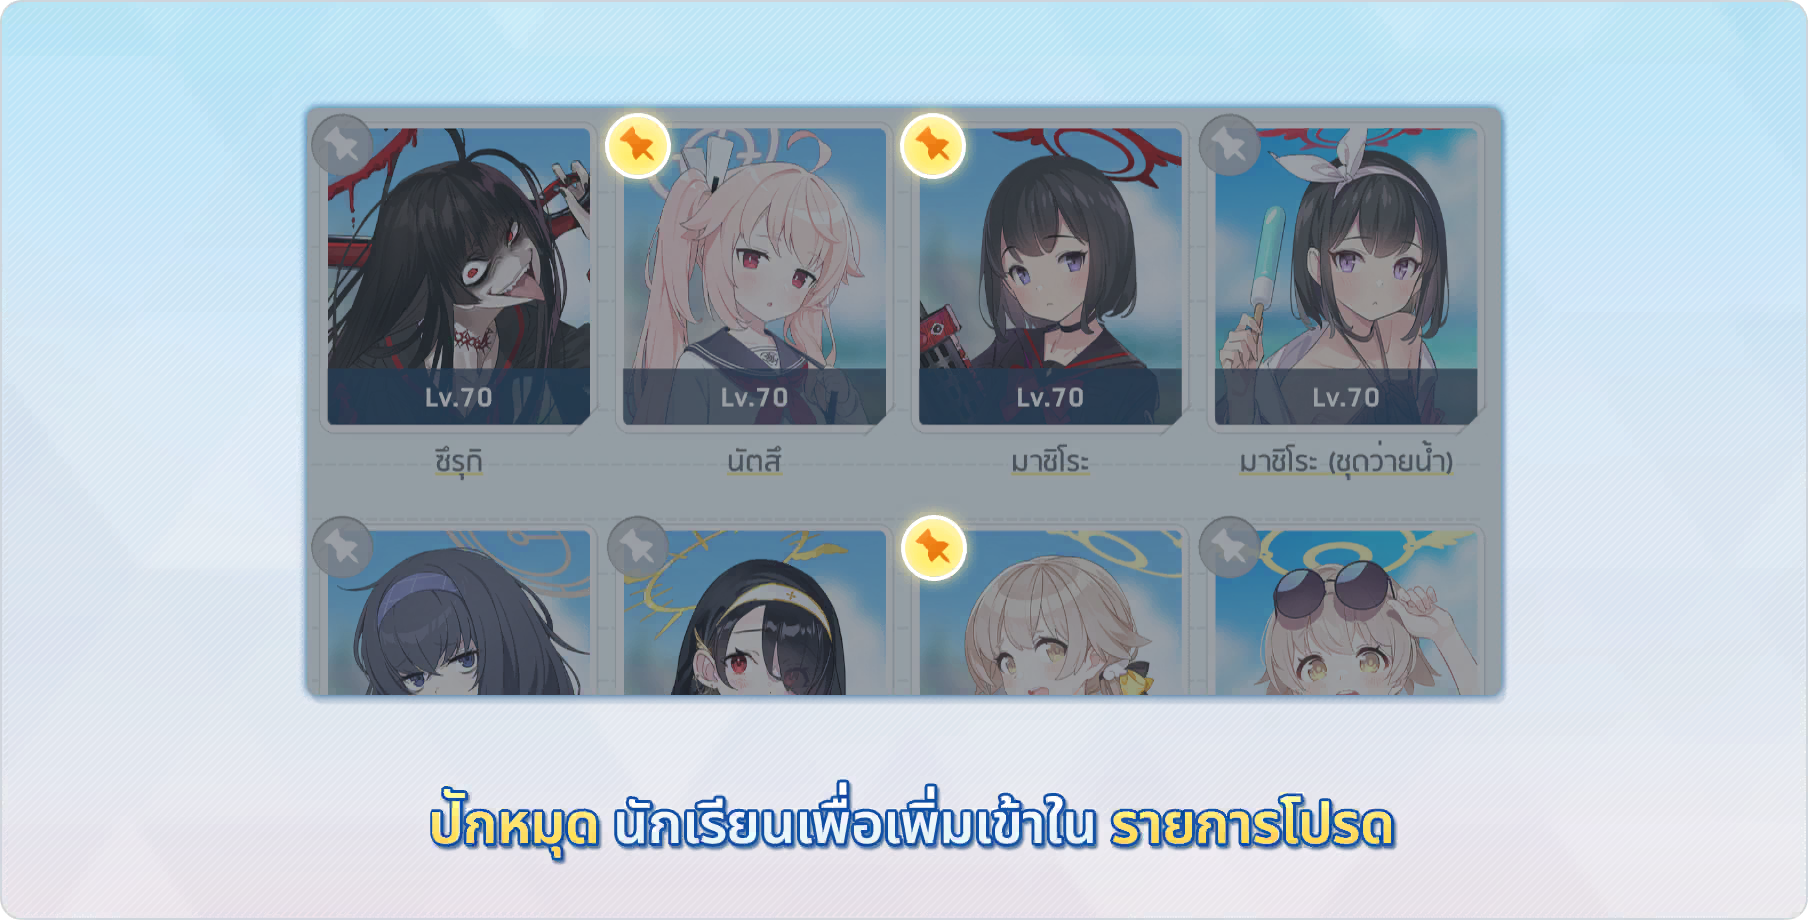 Lv.70 Lv.70 Lv.70 Lv.70
ซึรุกิ นัตสึ มาชิโระ มาชิโระ (ชุดว่ายน้ำ)
ปักหมุด นักเรียนเพื่อเพิ่มเข้าใน รายการโปรด